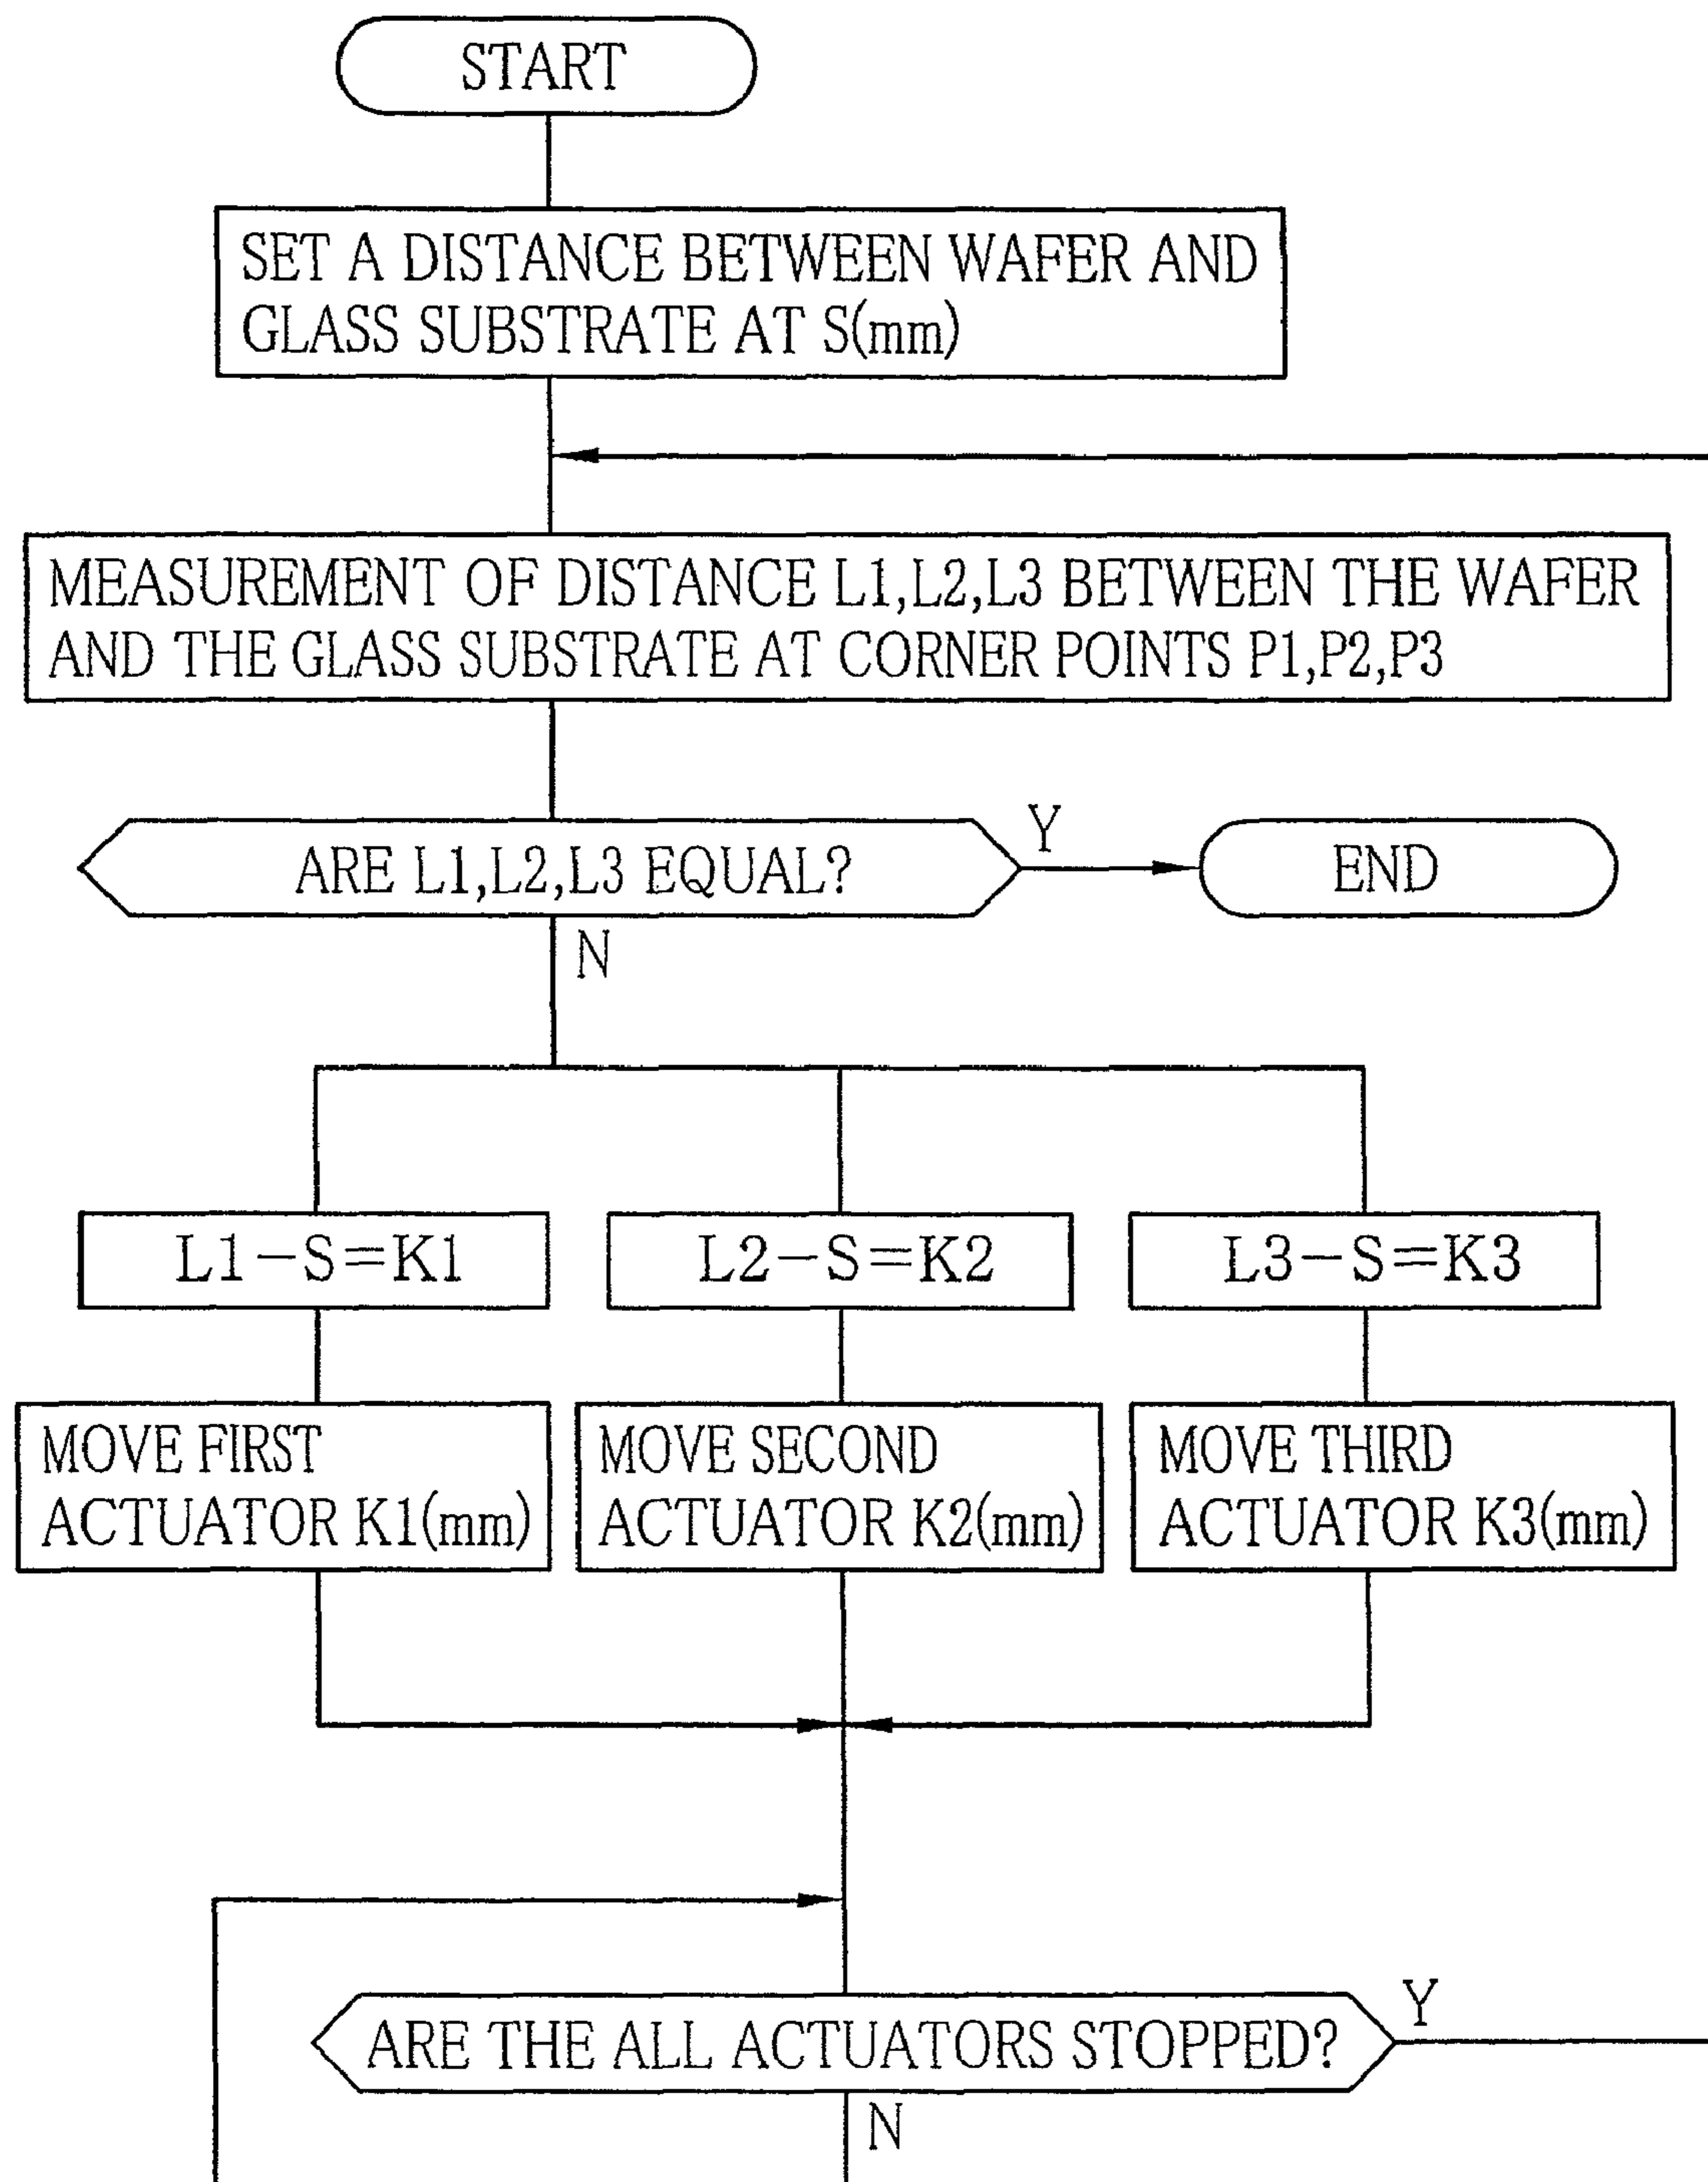 START
SET A DISTANCE BETWEEN WAFER AND
GLASS SUBSTRATE AT S(mm)
MEASUREMENT OF DISTANCE L1,L2,L3 BETWEEN THE WAFER
AND THE GLASS SUBSTRATE AT CORNER POINTS P1,P2,P3
ARE L1,L2,L3 EQUAL?
Y
END
N
L1−S=K1
L2−S=K2
L3−S=K3
MOVE FIRST
ACTUATOR K1(mm)
MOVE SECOND
ACTUATOR K2(mm)
MOVE THIRD
ACTUATOR K3(mm)
ARE THE ALL ACTUATORS STOPPED?
Y
N